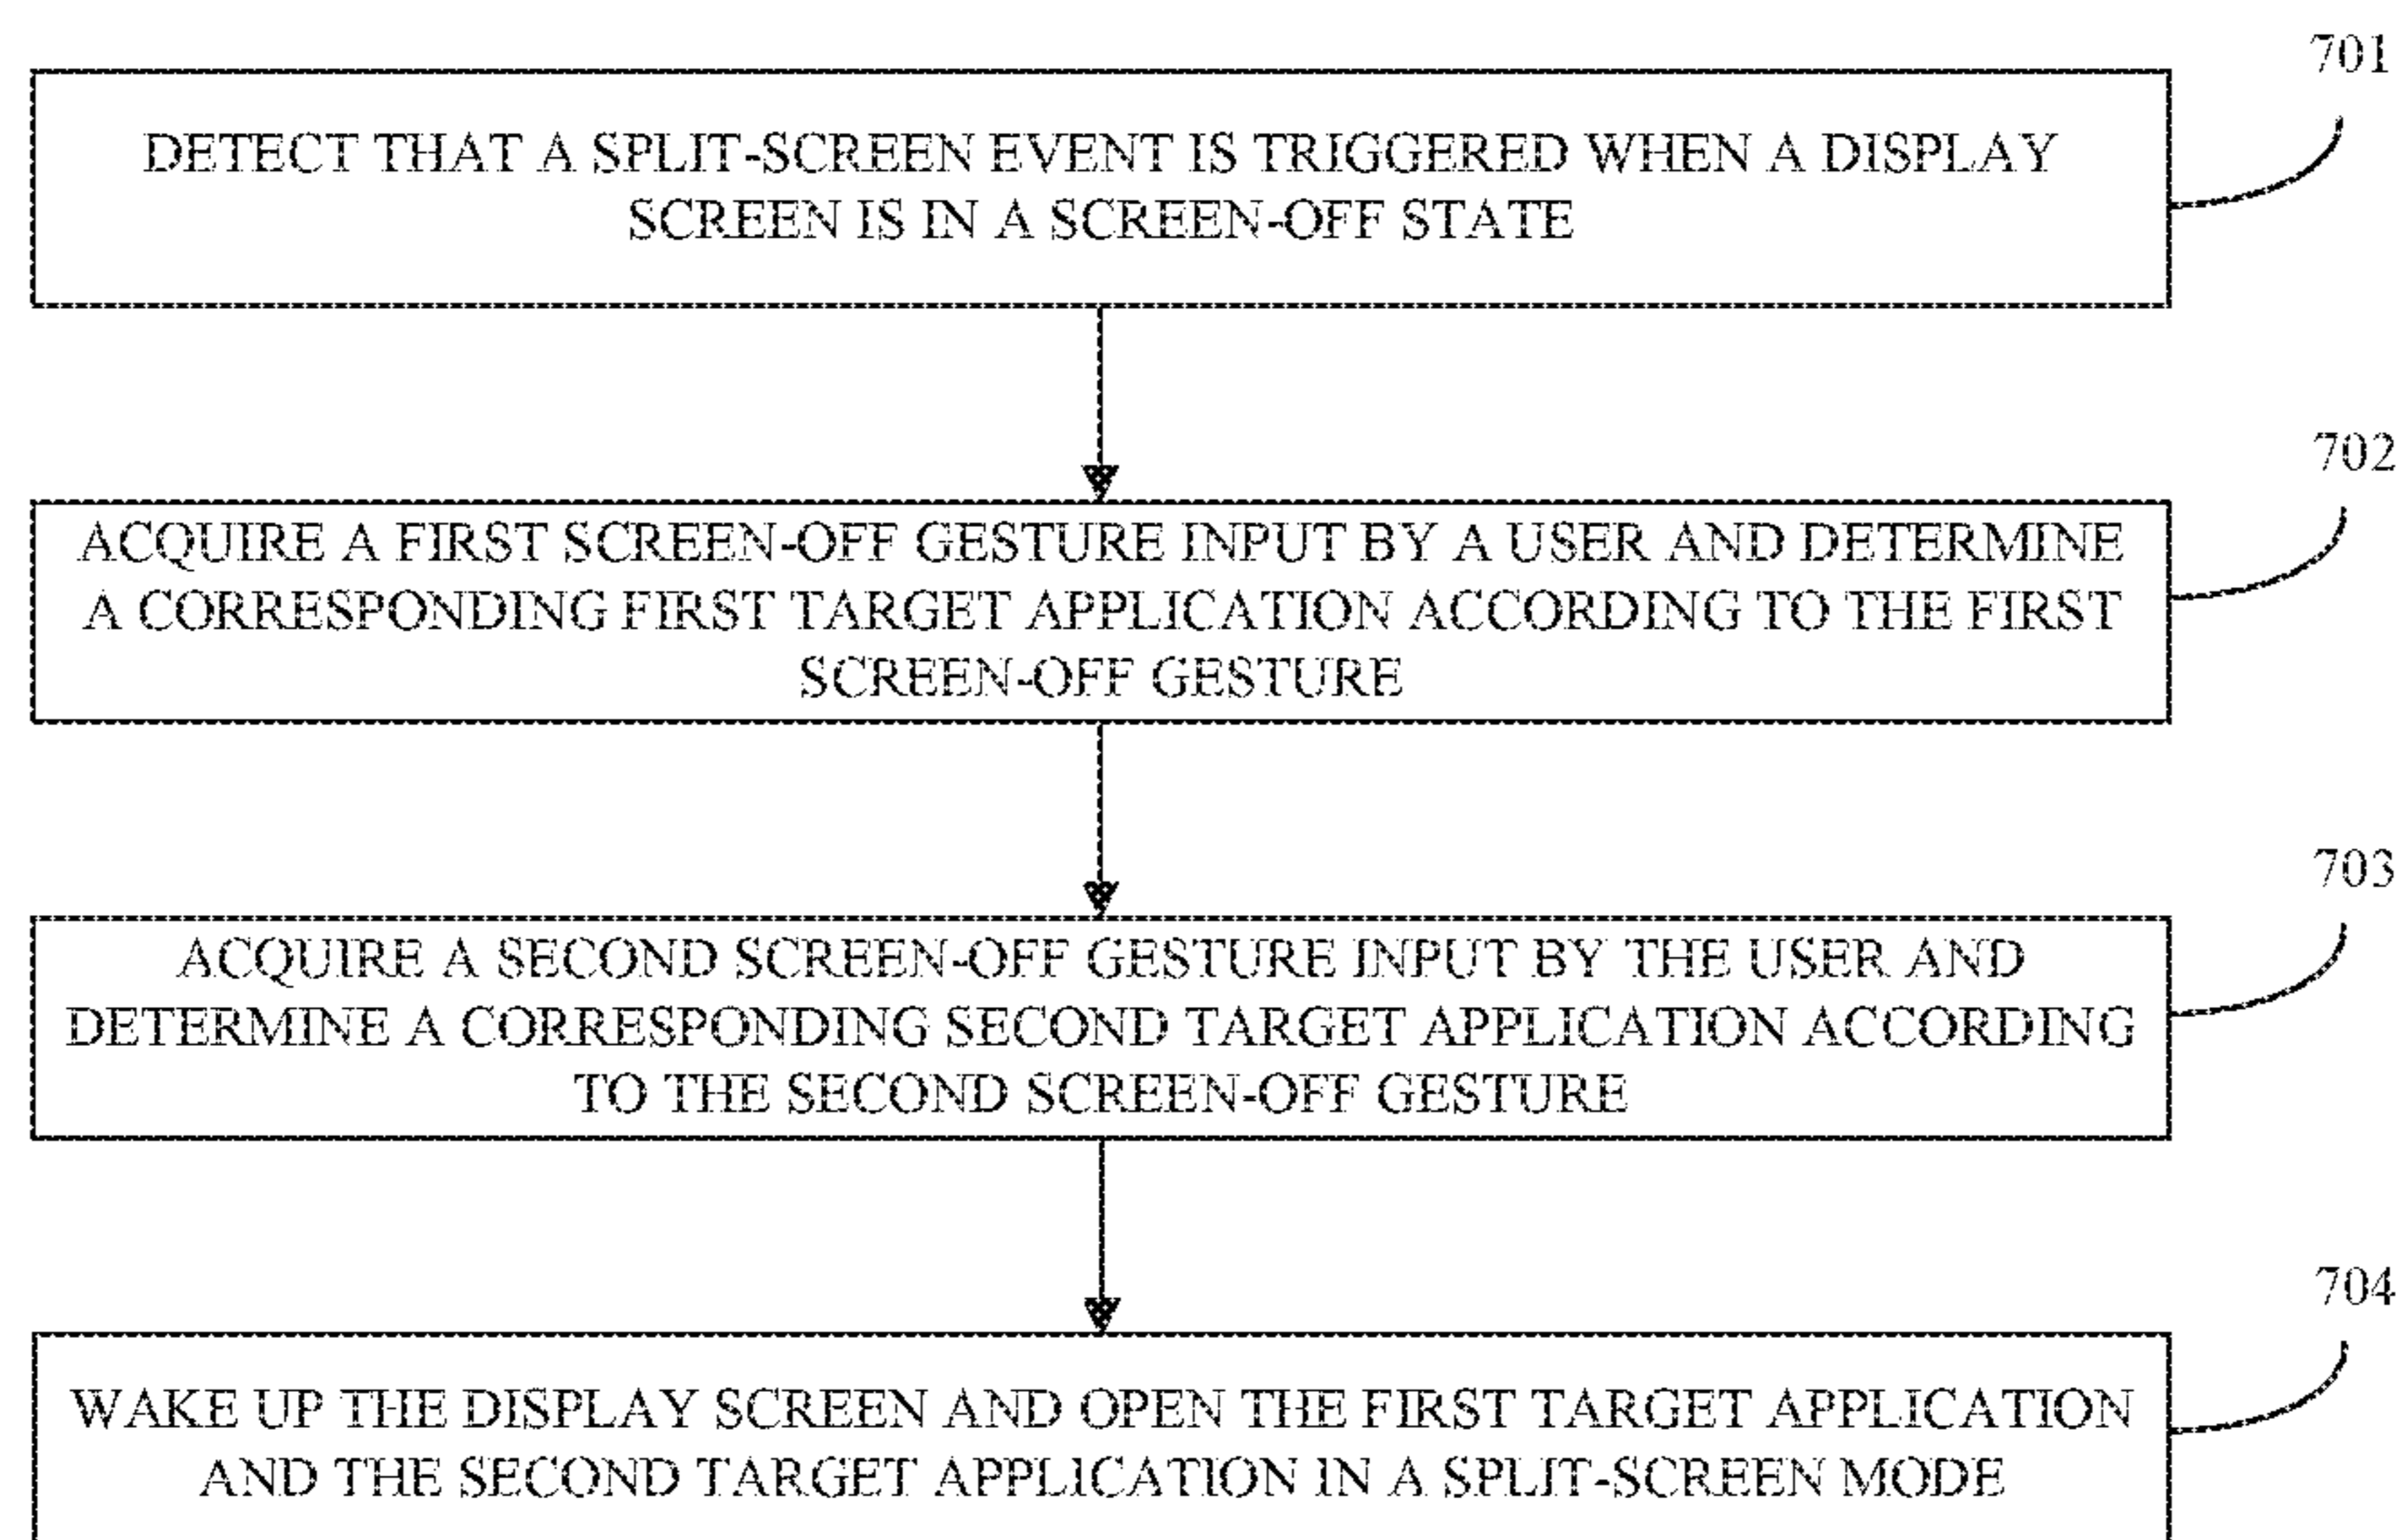 701
DETECT THAT A SPLIT-SCREEN EVENT IS TRIGGERED WHEN A DISPLAY
SCREEN IS IN A SCREEN-OFF STATE
702
ACQUIRE A FIRST SCREEN-OFF GESTURE INPUT BY A USER AND DETERMINE
A CORRESPONDING FIRST TARGET APPLICATION ACCORDING TO THE FIRST
SCREEN-OFF GESTURE
703
ACQUIRE A SECOND SCREEN-OFF GESTURE INPUT BY THE USER AND
DETERMINE A CORRESPONDING SECOND TARGET APPLICATION ACCORDING
TO THE SECOND SCREEN-OFF GESTURE
704
WAKE UP THE DISPLAY SCREEN AND OPEN THE FIRST TARGET APPLICATION
AND THE SECOND TARGET APPLICATION IN A SPLIT-SCREEN MODE